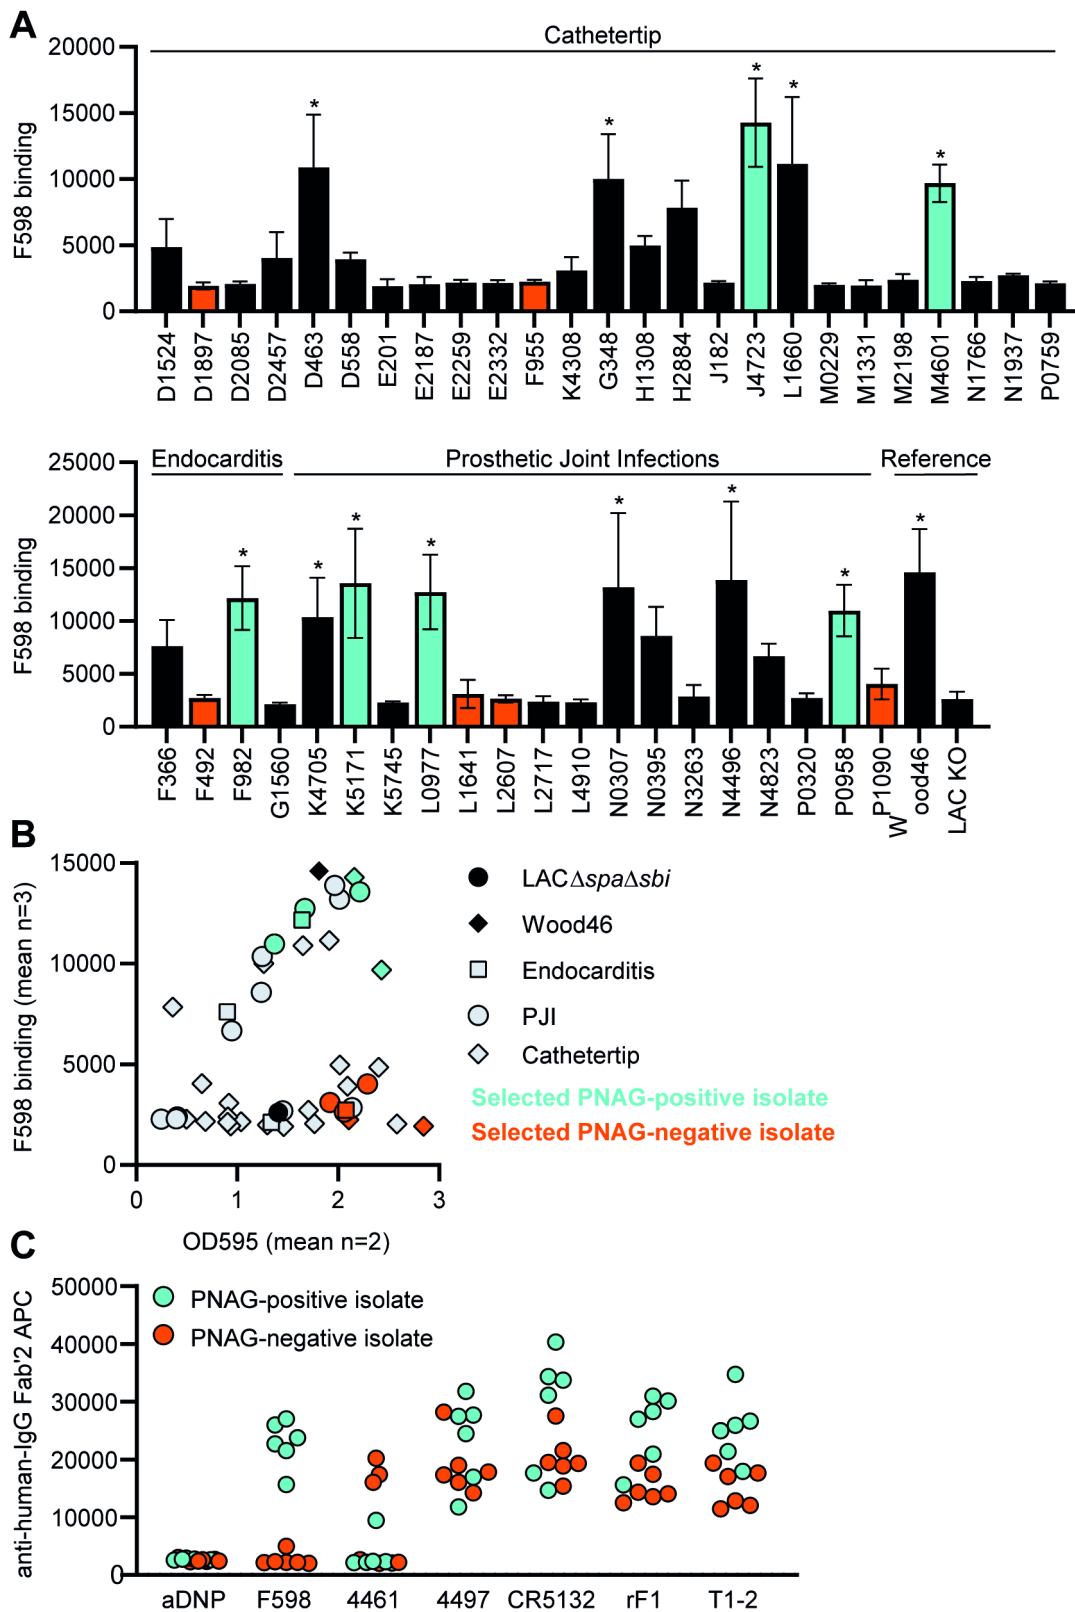 A
Cathetertip
F598 binding
20000
15000
10000
5000
0
* * * * *
D1524 D1897 D2085 D2457 D463 D558 E201 E2187 E2259 E2332 F955 K4308 G348 H1308 H2884 J182 J4723 L1660 M0229 M1331 M2198 M4601 N1766 N1937 P0759
Endocarditis Prosthetic Joint Infections Reference
F598 binding
25000
20000
15000
10000
5000
0
* * * * * * * *
F366 F492 F982 G1560 K4705 K5171 K5745 L0977 L1641 L2607 L2717 L4910 N0307 N0395 N3263 N4496 N4823 P0320 P0958 P1090 Wood46 LAC KO
B
F598 binding (mean n=3)
15000
10000
5000
0
0 1 2 3
OD595 (mean n=2)
LACΔspaΔsbi
Wood46
Endocarditis
PJI
Cathetertip
Selected PNAG-positive isolate
Selected PNAG-negative isolate
C
anti-human-IgG Fab'2 APC
50000
40000
30000
20000
10000
0
PNAG-positive isolate
PNAG-negative isolate
aDNP F598 4461 4497 CR5132 rF1 T1-2